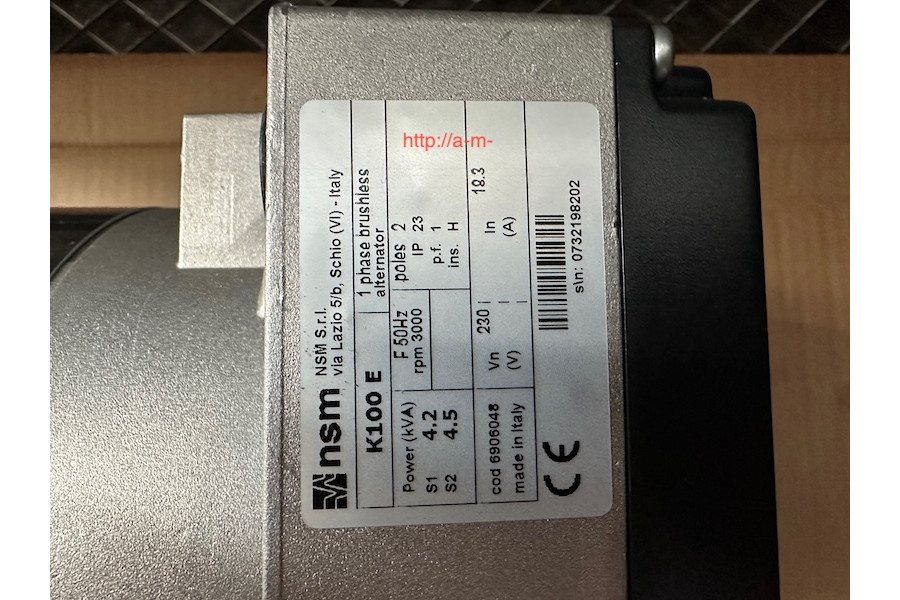 nsm NSM S.r.l.
via Lazio 5/b, Schio (VI) - Italy
K100 E
1 phase brushless
alternator
Power (kVA)
S1 4.2
S2 4.5
F 50Hz
rpm 3000
poles 2
IP 23
p.f. 1
ins. H
http://a-m-
cod 6906048
made in Italy
Vn 230
(V)
In 18.3
(A)
CE
s\n: 0732198202